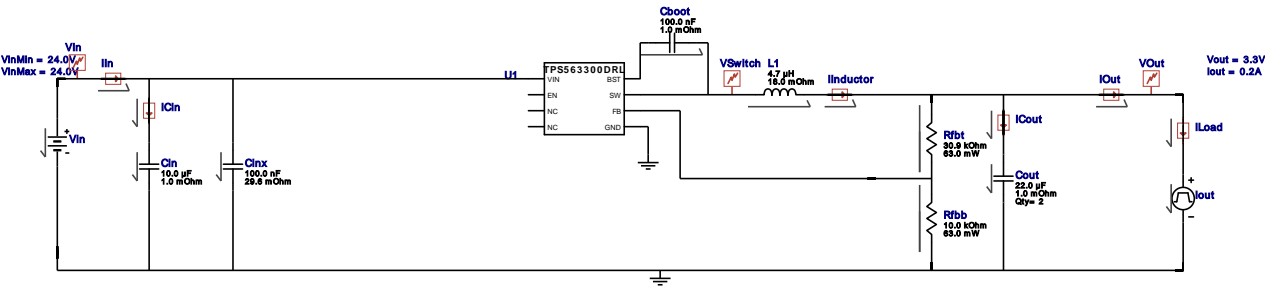 Cboot
100.0 nF
1.0 mOhm
Vin
VinMin = 24.0V
VinMax = 24.0V
Iin
U1
TPS563300DRL
VIN
BST
EN
SW
NC
FB
NC
GND
VSwitch
L1
4.7 µH
16.0 mOhm
IInductor
IOut
VOut
Vout = 3.3V
Iout = 0.2A
ICin
ICout
ILoad
+
Vin
-
Cin
10.0 µF
1.0 mOhm
Cinx
100.0 nF
29.6 mOhm
Rfbt
30.9 kOhm
63.0 mW
Cout
22.0 µF
1.0 mOhm
Qty= 2
+
Iout
-
Rfbb
10.0 kOhm
63.0 mW